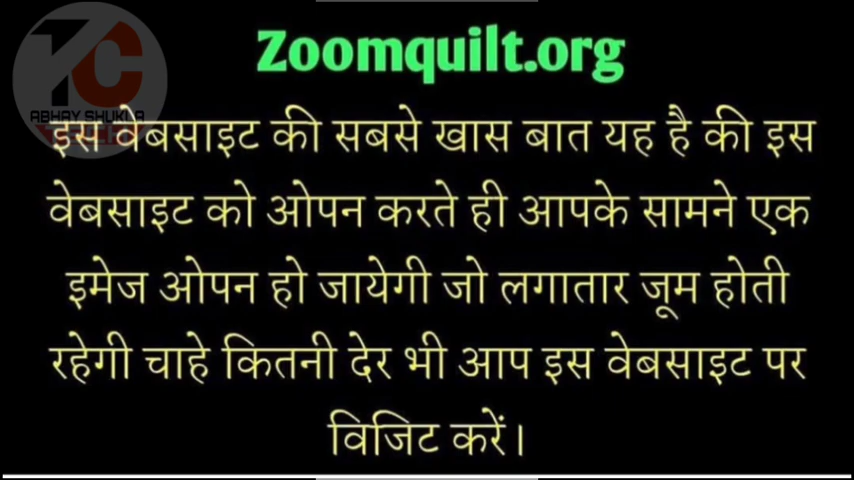 Zoomquilt.org
ABHAY SHUKLA
इस वेबसाइट की सबसे खास बात यह है की इस
वेबसाइट को ओपन करते ही आपके सामने एक
इमेज ओपन हो जायेगी जो लगातार जूम होती
रहेगी चाहे कितनी देर भी आप इस वेबसाइट पर
विजिट करें।